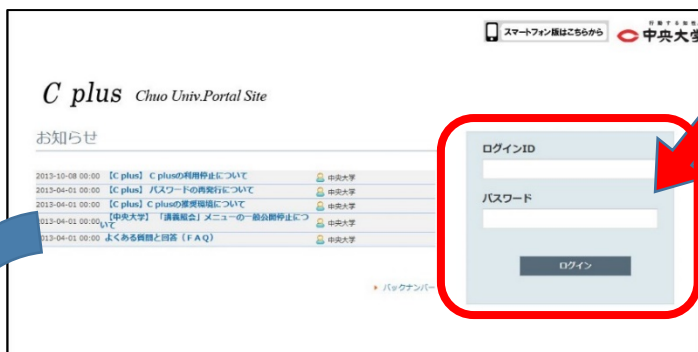 スマートフォン版はこちらから
行動する知性
中央大学
C plus Chuo Univ.Portal Site
お知らせ
2013-10-08 00:00 【C plus】 C plusの利用停止について 中央大学
2013-04-01 00:00 【C plus】 パスワードの再発行について 中央大学
2013-04-01 00:00 【C plus】 C plusの推奨環境について 中央大学
2013-04-01 00:00 【中央大学】 「講義照会」メニューの一般公開停止につ
いて 中央大学
2013-04-01 00:00 よくある質問と回答（FAQ） 中央大学
バックナンバー
ログインID
パスワード
ログイン